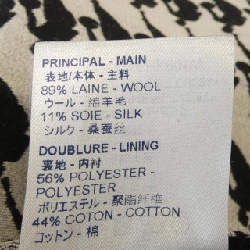 PRINCIPAL - MAIN
表地/本体 - 主料
89% LAINE - WOOL
ウール - 绵羊毛
11% SOIE - SILK
シルク - 桑蚕丝
DOUBLURE - LINING
裏地 - 内衬
56% POLYESTER -
POLYESTER
ポリエステル - 聚酯纤维
44% COTON - COTTON
コットン - 棉